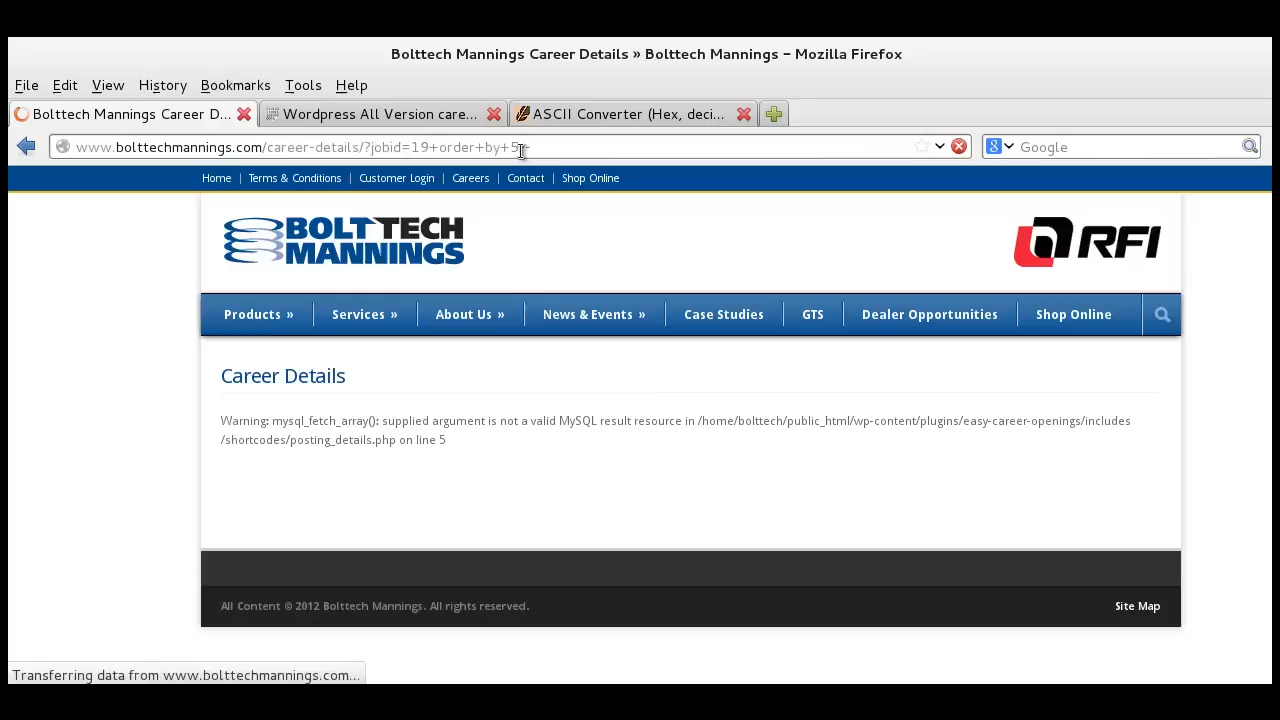 Bolttech Mannings Career Details » Bolttech Mannings – Mozilla Firefox
File Edit View History Bookmarks Tools Help
Bolttech Mannings Career D... Wordpress All Version care... ASCII Converter (Hex, deci...
www.bolttechmannings.com/career-details/?jobid=19+order+by+5-- Google
Home | Terms & Conditions | Customer Login | Careers | Contact | Shop Online
BOLTTECH
MANNINGS
RFI
Products » Services » About Us » News & Events » Case Studies GTS Dealer Opportunities Shop Online
Career Details
Warning: mysql_fetch_array(): supplied argument is not a valid MySQL result resource in /home/bolttech/public_html/wp-content/plugins/easy-career-openings/includes
/shortcodes/posting_details.php on line 5
All Content © 2012 Bolttech Mannings. All rights reserved. Site Map
Transferring data from www.bolttechmannings.com...